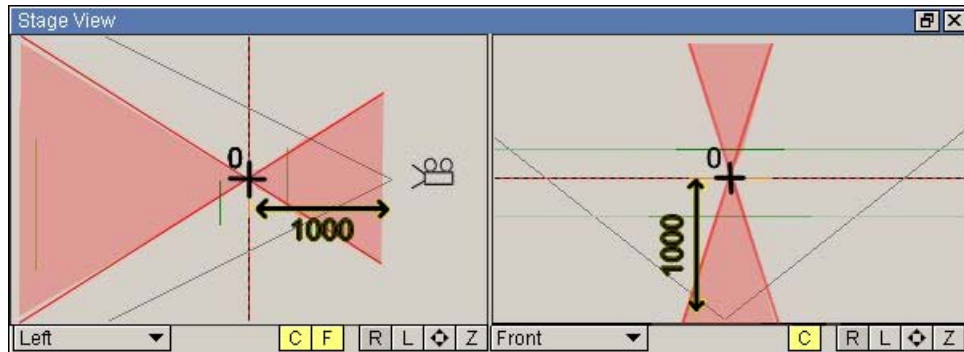 Stage View
0
1000
0
1000
Left
C F R L Z
Front
C R L Z